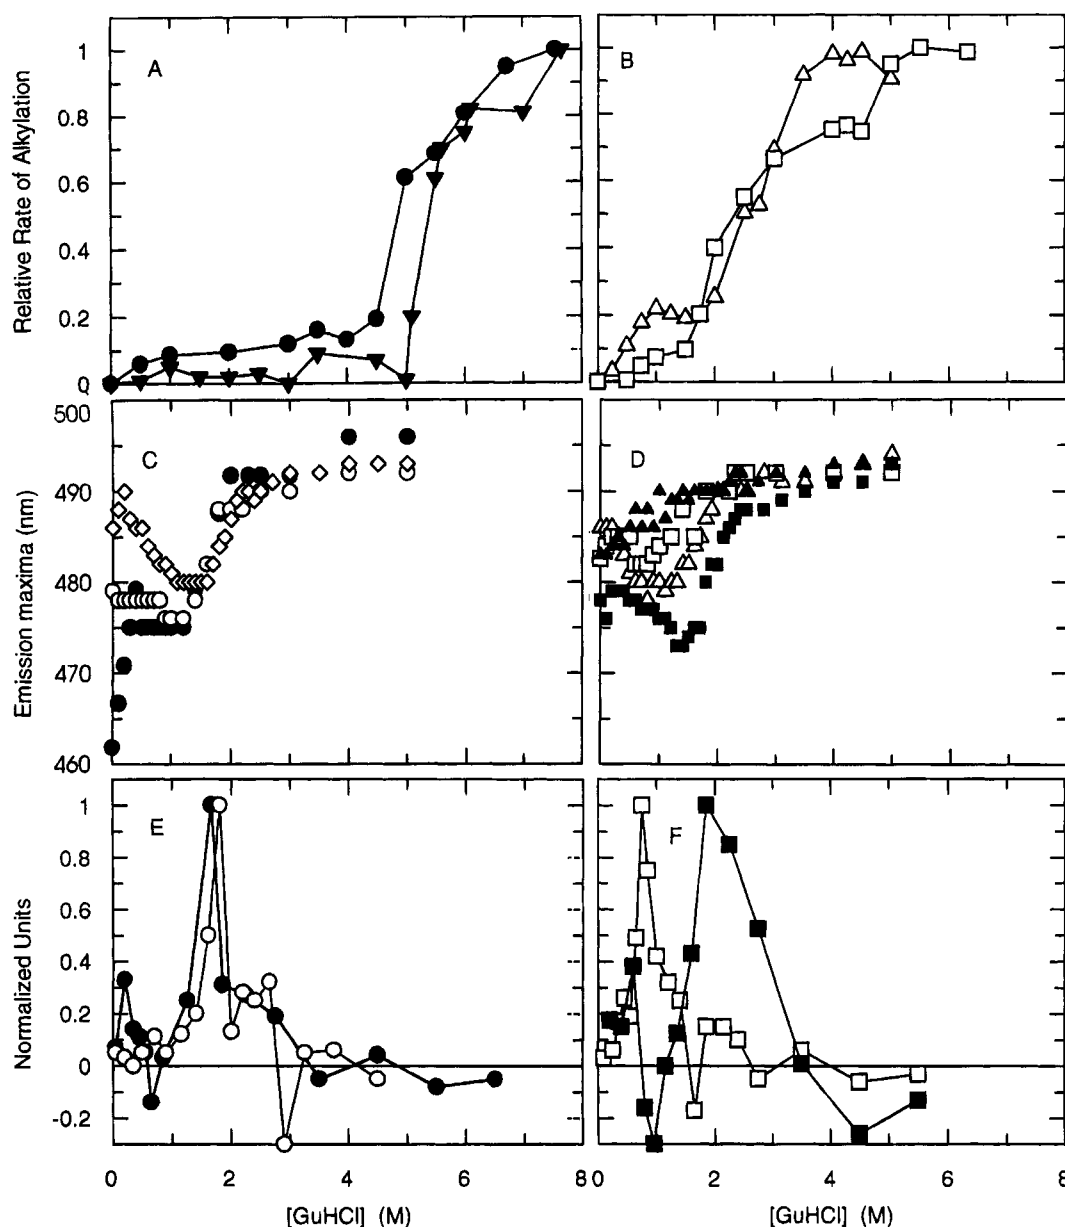 A
B
Relative Rate of Alkylation
1
0.8
0.6
0.4
0.2
0
C
D
Emission maxima (nm)
500
490
480
470
460
E
F
Normalized Units
1
0.8
0.6
0.4
0.2
0
-0.2
0 2 4 6 8 0 2 4 6 8
[GuHCl] (M) [GuHCl] (M)